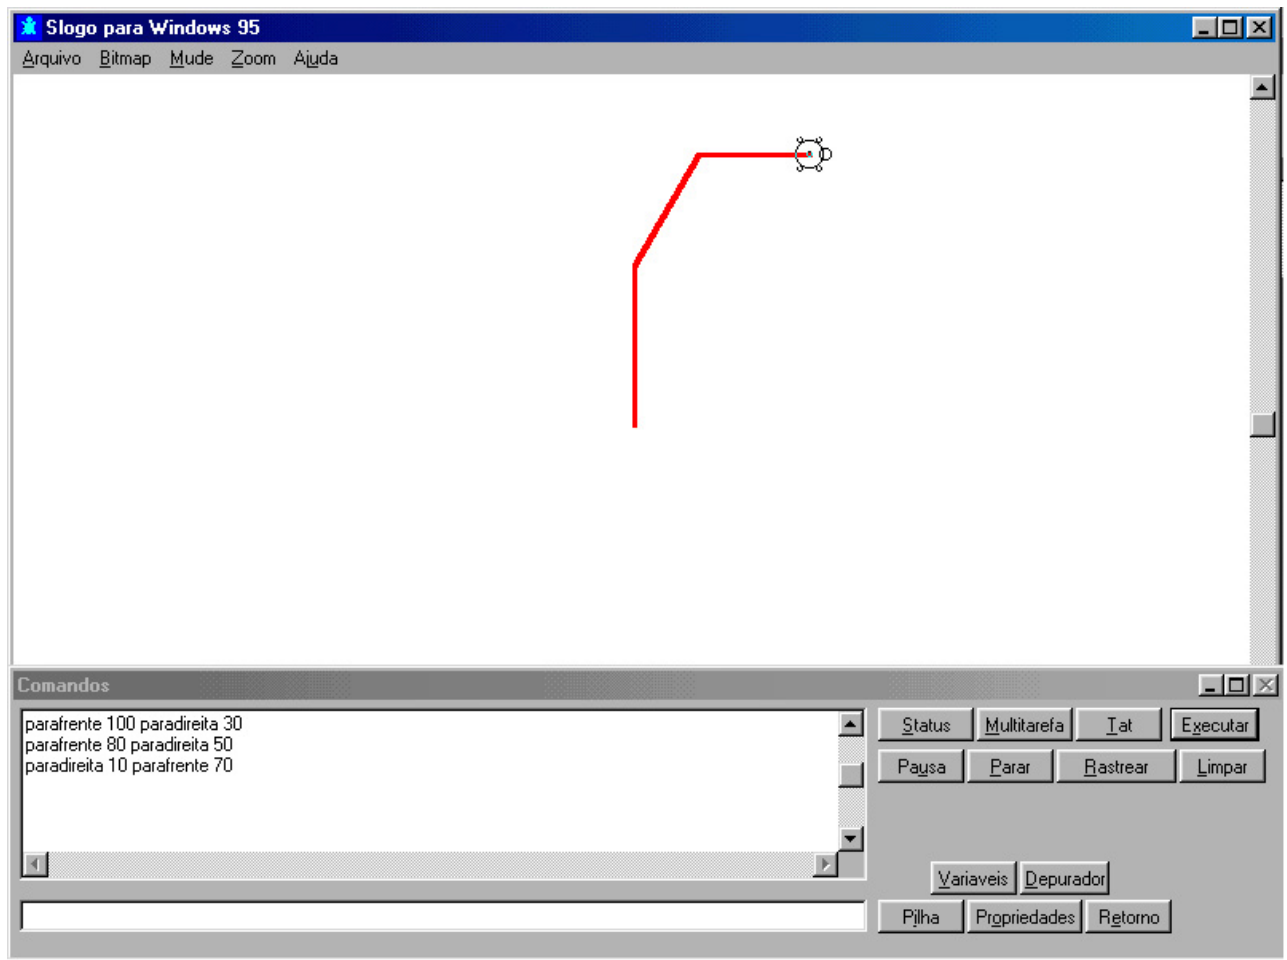 Slogo para Windows 95
Arquivo Bitmap Mude Zoom Ajuda
Comandos
parafrente 100 paradireita 30
parafrente 80 paradireita 50
paradireita 10 parafrente 70
Status Multitarefa Tat Executar
Pausa Parar Rastrear Limpar
Variaveis Depurador
Pilha Propriedades Retorno